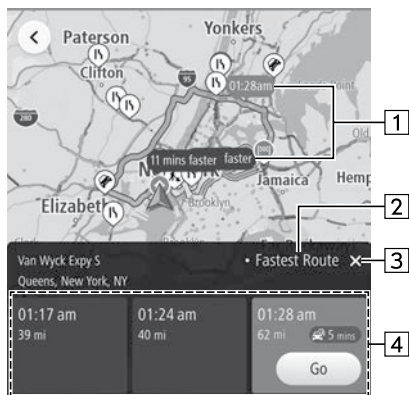 Yonkers
Paterson
Clifton
95
01:28am
1
280
11 mins faster
faster
Jamaica
Hemp
Elizabeth
Brooklyn
2
Van Wyck Expy S
• Fastest Route
3
Queens, New York, NY
01:17 am
01:24 am
01:28 am
39 mi
40 mi
62 mi
5 mins
4
Go